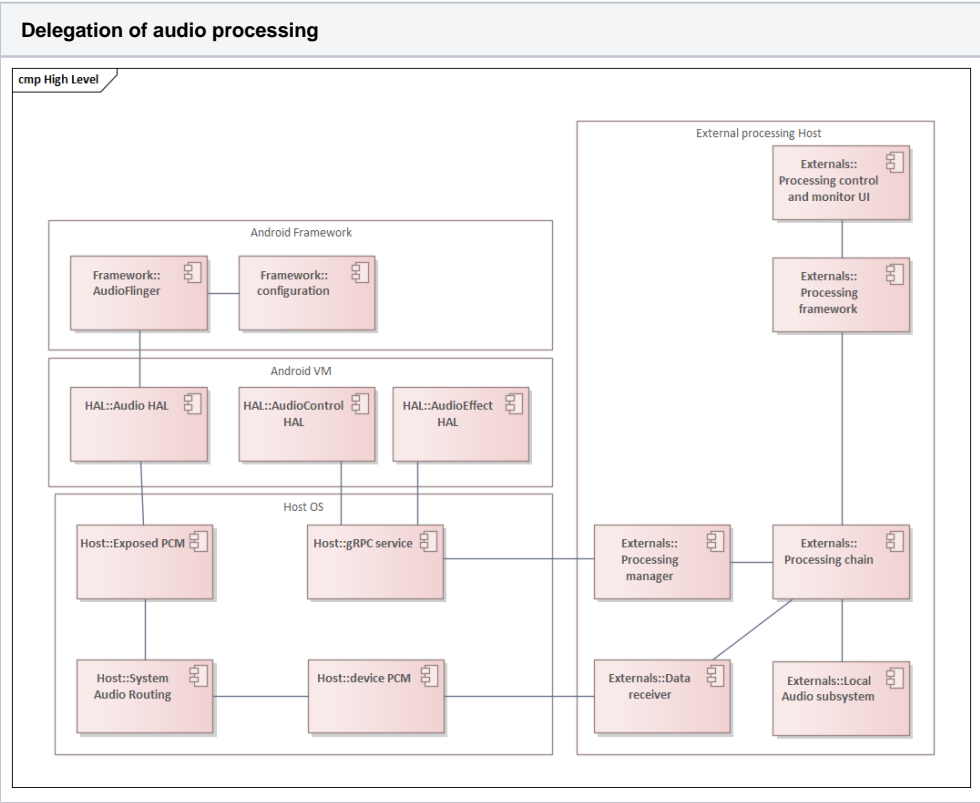 Delegation of audio processing
cmp High Level
External processing Host
Externals::
Processing control
and monitor UI
Android Framework
Framework::
AudioFlinger
Framework::
configuration
Externals::
Processing
framework
Android VM
HAL::Audio HAL
HAL::AudioControl
HAL
HAL::AudioEffect
HAL
Host OS
Host::Exposed PCM
Host::gRPC service
Externals::
Processing
manager
Externals::
Processing chain
Host::System
Audio Routing
Host::device PCM
Externals::Data
receiver
Externals::Local
Audio subsystem